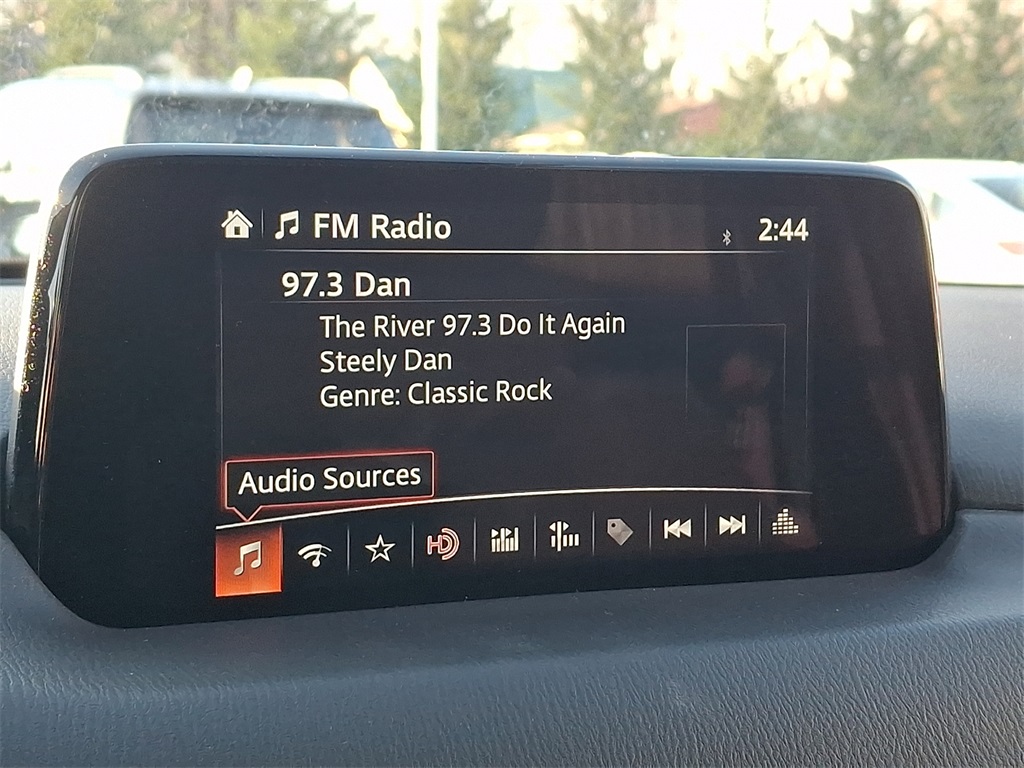 FM Radio
2:44
97.3 Dan
The River 97.3 Do It Again
Steely Dan
Genre: Classic Rock
Audio Sources
HD